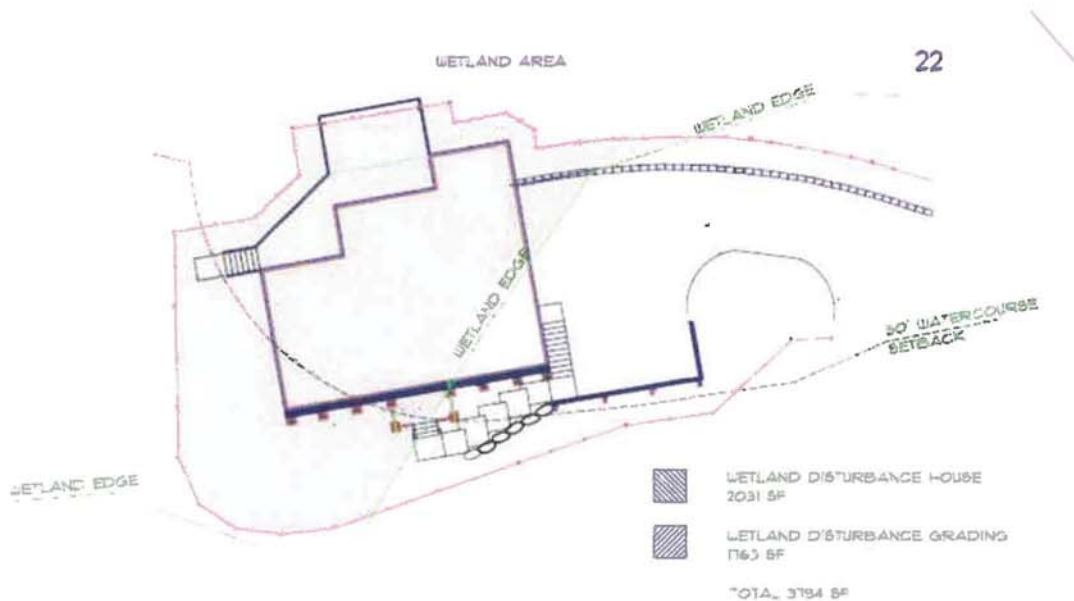 WETLAND AREA
22
WETLAND EDGE
WETLAND EDGE
50' WATERCOURSE
SETBACK
WETLAND EDGE
WETLAND DISTURBANCE HOUSE
2031 SF
WETLAND DISTURBANCE GRADING
1763 SF
TOTAL 3794 SF